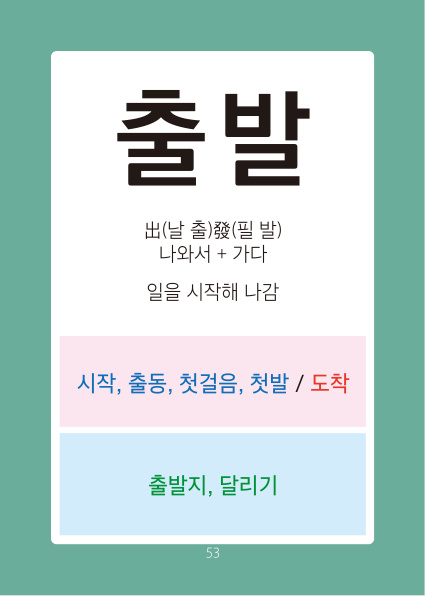 출발
出(날 출)發(필 발)
나와서 + 가다
일을 시작해 나감
시작, 출동, 첫걸음, 첫발 / 도착
출발지, 달리기
53